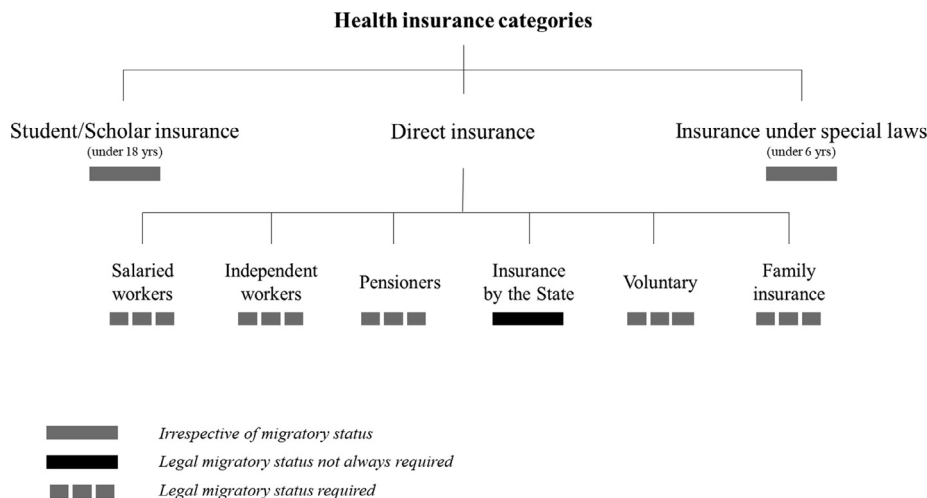 Health insurance categories
Student/Scholar insurance
(under 18 yrs)
Direct insurance
Insurance under special laws
(under 6 yrs)
Salaried
workers
Independent
workers
Pensioners
Insurance
by the State
Voluntary
Family
insurance
Irrespective of migratory status
Legal migratory status not always required
Legal migratory status required